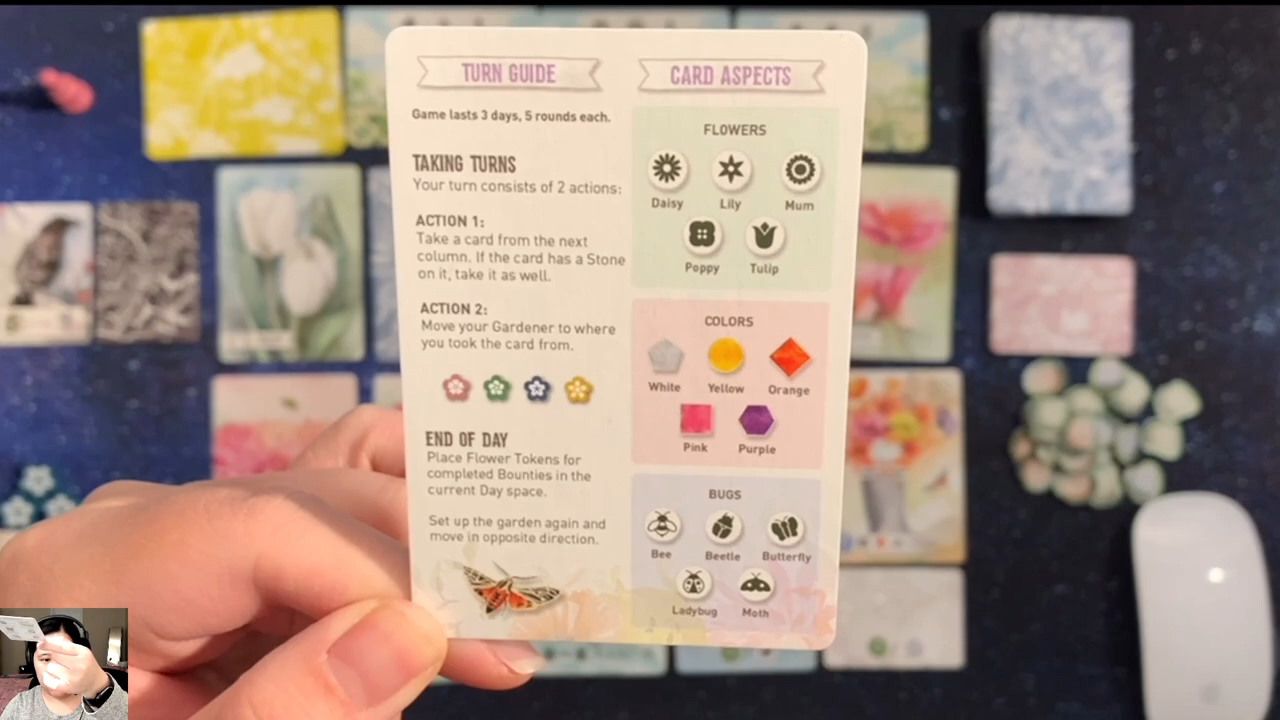 TURN GUIDE
Game lasts 3 days, 5 rounds each.
TAKING TURNS
Your turn consists of 2 actions:
ACTION 1:
Take a card from the next
column. If the card has a Stone
on it, take it as well.
ACTION 2:
Move your Gardener to where
you took the card from.
END OF DAY
Place Flower Tokens for
completed Bounties in the
current Day space.
Set up the garden again and
move in opposite direction.
CARD ASPECTS
FLOWERS
Daisy Lily Mum
Poppy Tulip
COLORS
White Yellow Orange
Pink Purple
BUGS
Bee Beetle Butterfly
Ladybug Moth